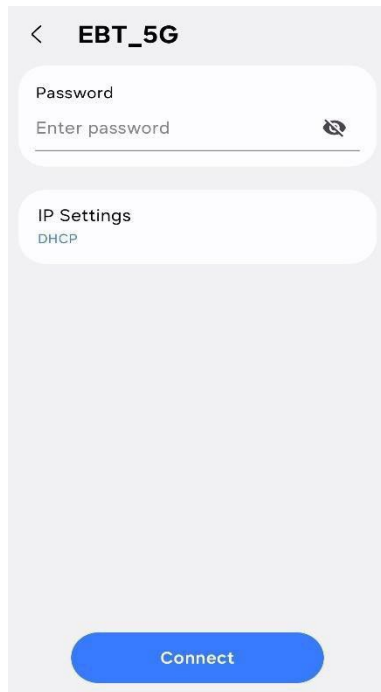 EBT_5G
Password
Enter password
IP Settings
DHCP
Connect